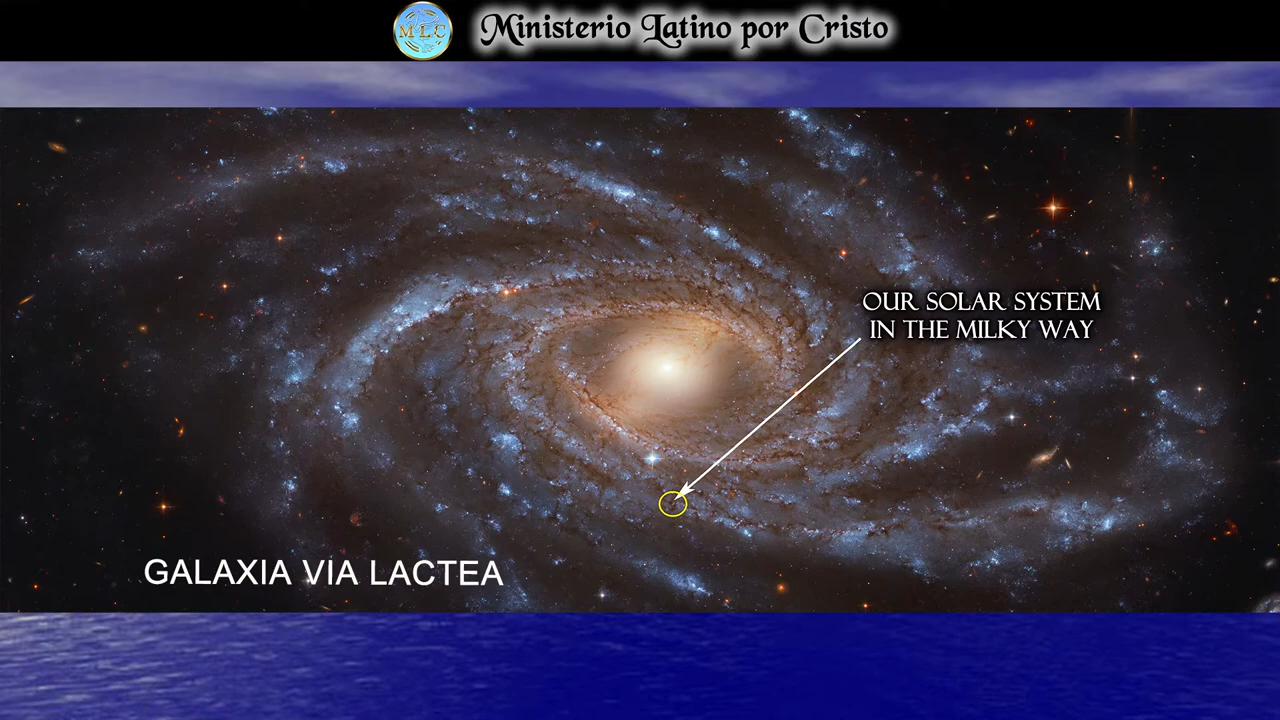 MLC
Ministerio Latino por Cristo
OUR SOLAR SYSTEM
IN THE MILKY WAY
GALAXIA VIA LACTEA